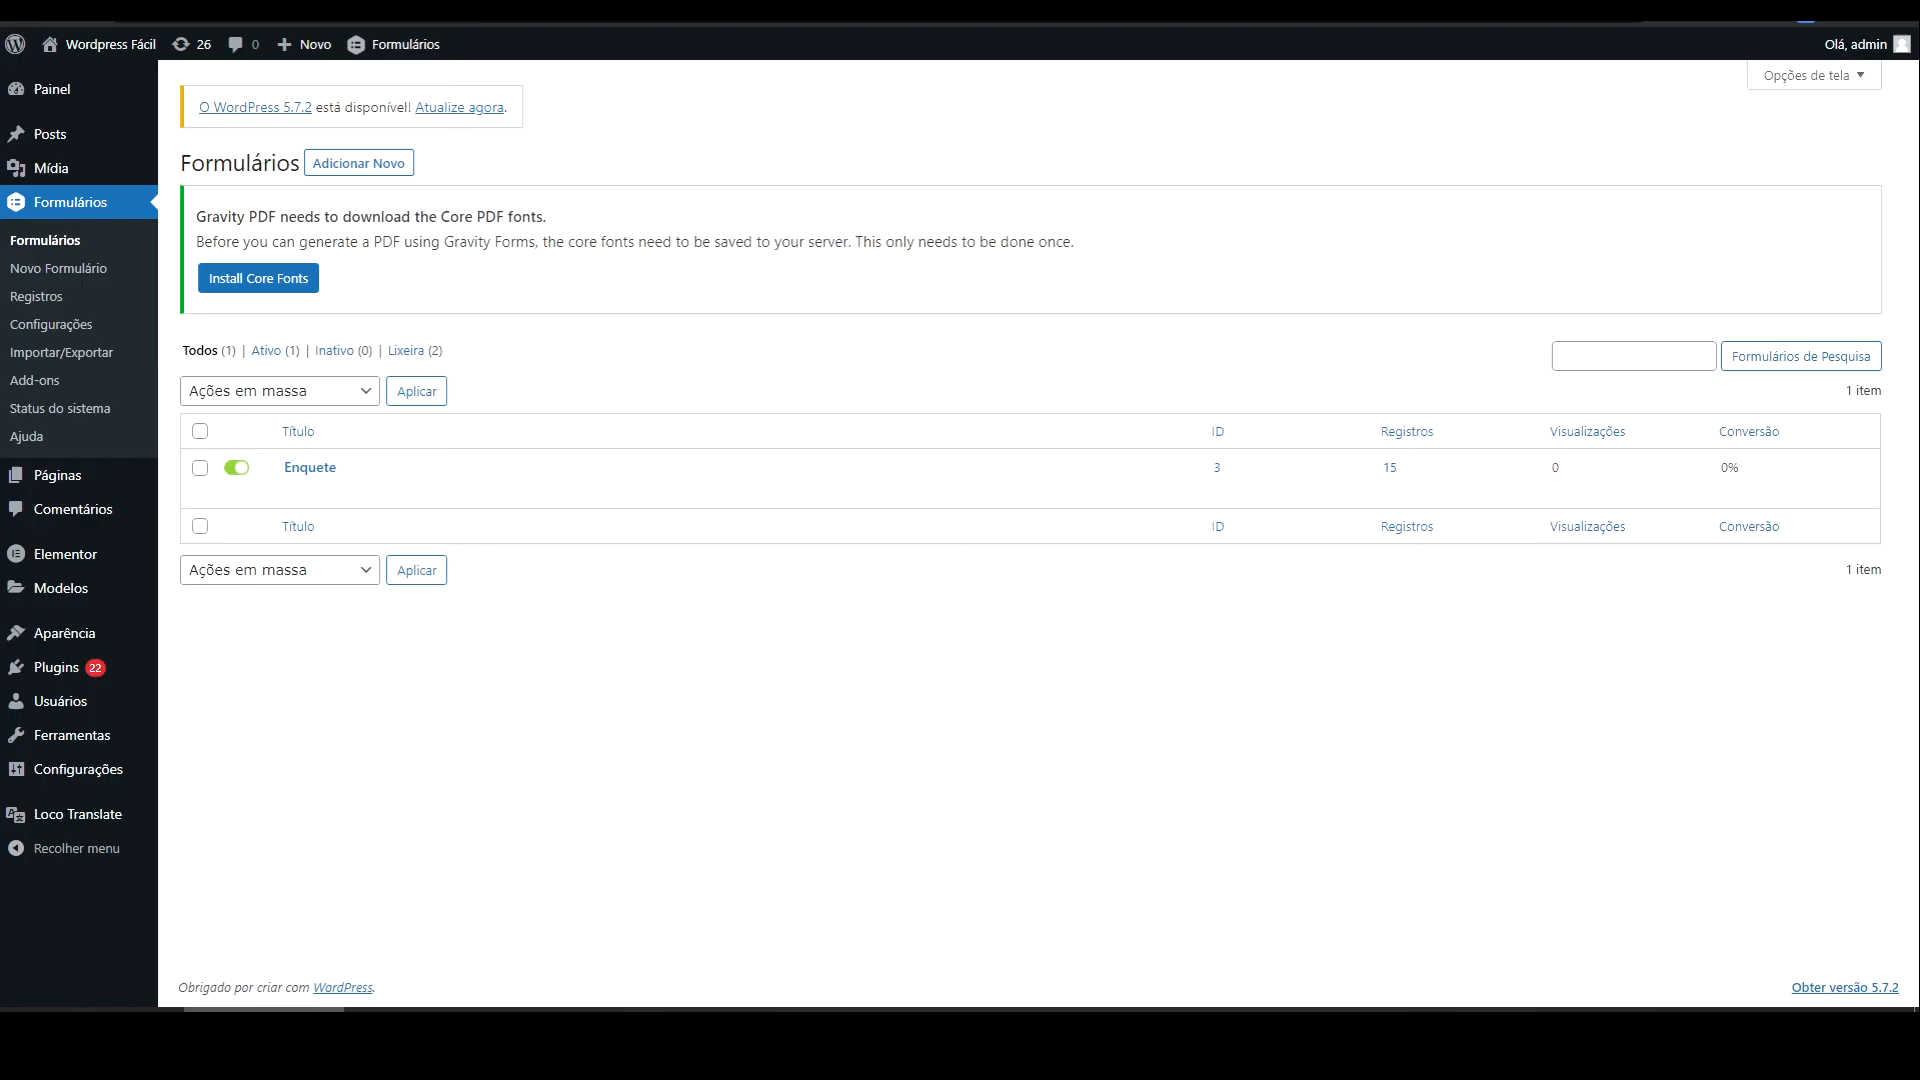 Wordpress Fácil 26 0 Novo Formulários Olá, admin
Opções de tela
Painel
Posts
Mídia
Formulários
Formulários
Novo Formulário
Registros
Configurações
Importar/Exportar
Add-ons
Status do sistema
Ajuda
Páginas
Comentários
Elementor
Modelos
Aparência
Plugins 22
Usuários
Ferramentas
Configurações
Loco Translate
Recolher menu
O WordPress 5.7.2 está disponível! Atualize agora.
Formulários Adicionar Novo
Gravity PDF needs to download the Core PDF fonts.
Before you can generate a PDF using Gravity Forms, the core fonts need to be saved to your server. This only needs to be done once.
Install Core Fonts
Todos (1) | Ativo (1) | Inativo (0) | Lixeira (2)
Formulários de Pesquisa
Ações em massa Aplicar 1 item
Título ID Registros Visualizações Conversão
Enquete 3 15 0 0%
Título ID Registros Visualizações Conversão
Ações em massa Aplicar 1 item
Obrigado por criar com WordPress. Obter versão 5.7.2